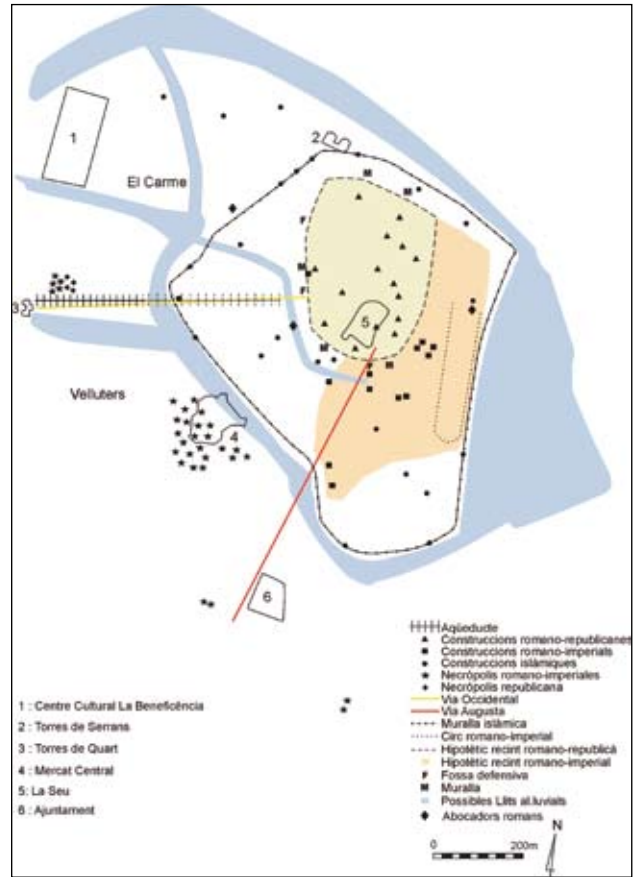 1
El Carme
2
M
M
F
M
F
3
5
M
F
M
Velluters
4
6
1 : Centre Cultural La Beneficència
2 : Torres de Serrans
3 : Torres de Quart
4 : Mercat Central
5: La Seu
6 : Ajuntament
Aqüeducte
Construccions romano-republicanes
Construccions romano-imperials
Construccions islàmiques
Necròpolis romano-imperiales
Necròpolis republicana
Via Occidental
Via Augusta
Muralla islàmica
Circ romano-imperial
Hipotètic recint romano-republicà
Hipotètic recint romano-imperial
F Fossa defensiva
M Muralla
Possibles Llits al.luvials
Abocadors romans
0 200m
N